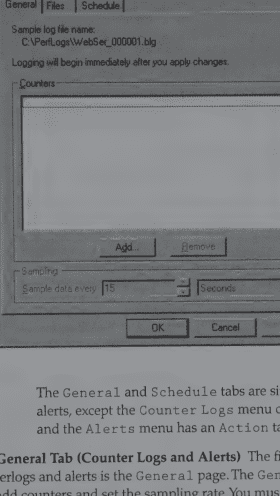 General Files Schedule
Sample log file name:
C:\PerfLogs\WebSer_000001.blg
Logging will begin immediately after you apply changes.
Counters
Add... Remove
Sampling
Sample data every 15 Seconds
OK Cancel
The General and Schedule tabs are si
alerts, except the Counter Logs menu
and the Alerts menu has an Action ta
General Tab (Counter Logs and Alerts) The fi
erlogs and alerts is the General page. The Gen
add counters and set the sampling rate. You